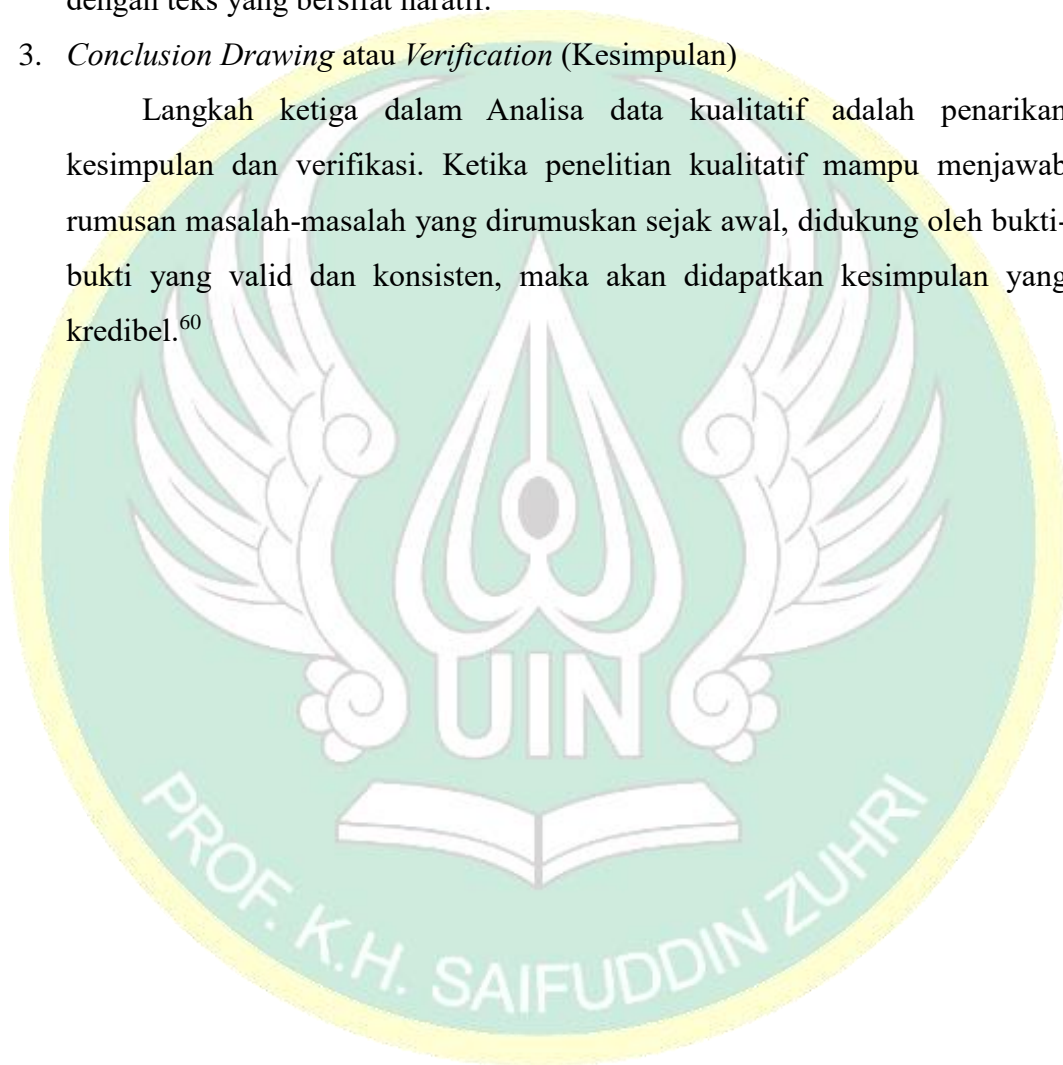 dengan teks yang bersifat naratif.
3. Conclusion Drawing atau Verification (Kesimpulan)
Langkah ketiga dalam Analisa data kualitatif adalah penarikan
kesimpulan dan verifikasi. Ketika penelitian kualitatif mampu menjawab
rumusan masalah-masalah yang dirumuskan sejak awal, didukung oleh bukti-
bukti yang valid dan konsisten, maka akan didapatkan kesimpulan yang
kredibel.60
UIN
PROF. K.H. SAIFUDDIN ZUHRI